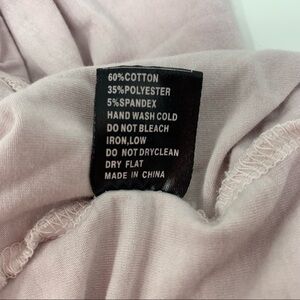 60%COTTON
35%POLYESTER
5%SPANDEX
HAND WASH COLD
DO NOT BLEACH
IRON,LOW
DO NOT DRYCLEAN
DRY FLAT
MADE IN CHINA